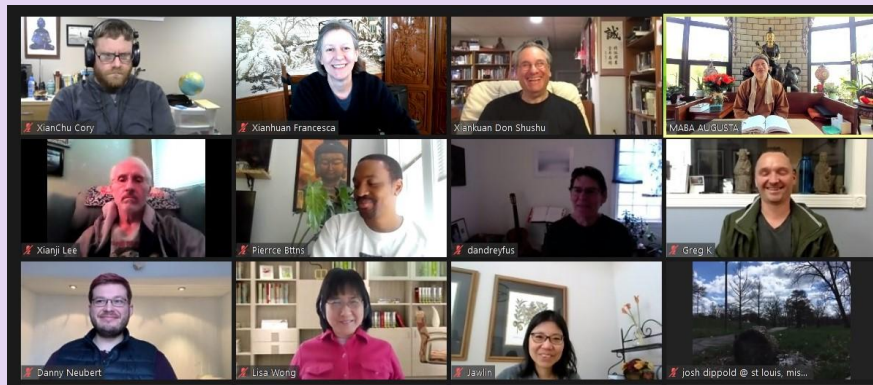 XianChu Cory
Xianhuan Francesca
Xiankuan Don Shushu
MABA AUGUSTA
Xianji Lee
Pierrce Bttns
dandreyfus
Greg K
Danny Neubert
Lisa Wong
Jawlin
josh dippold @ st louis, mis...
誠